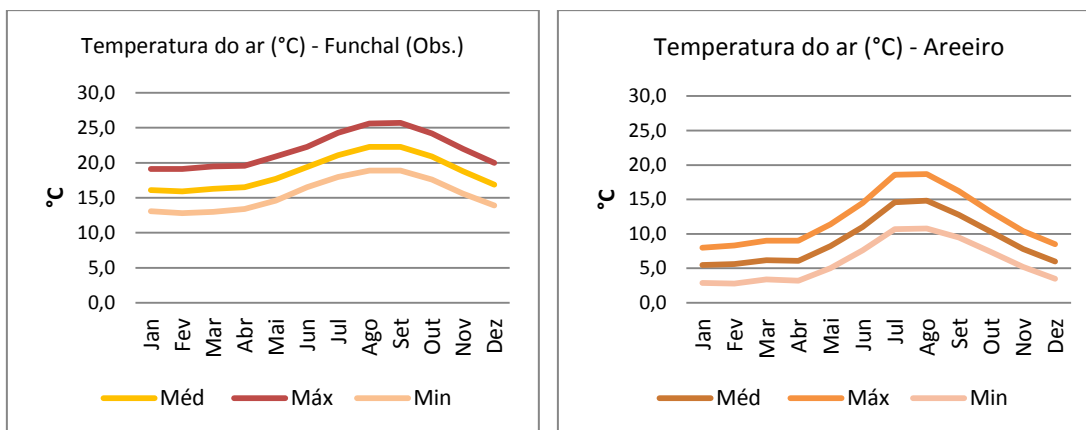 Temperatura do ar (°C) - Funchal (Obs.)
°C
30,0
25,0
20,0
15,0
10,0
5,0
0,0
Jan Fev Mar Abr Mai Jun Jul Ago Set Out Nov Dez
Méd Máx Min
Temperatura do ar (°C) - Areeiro
°C
30,0
25,0
20,0
15,0
10,0
5,0
0,0
Jan Fev Mar Abr Mai Jun Jul Ago Set Out Nov Dez
Méd Máx Min